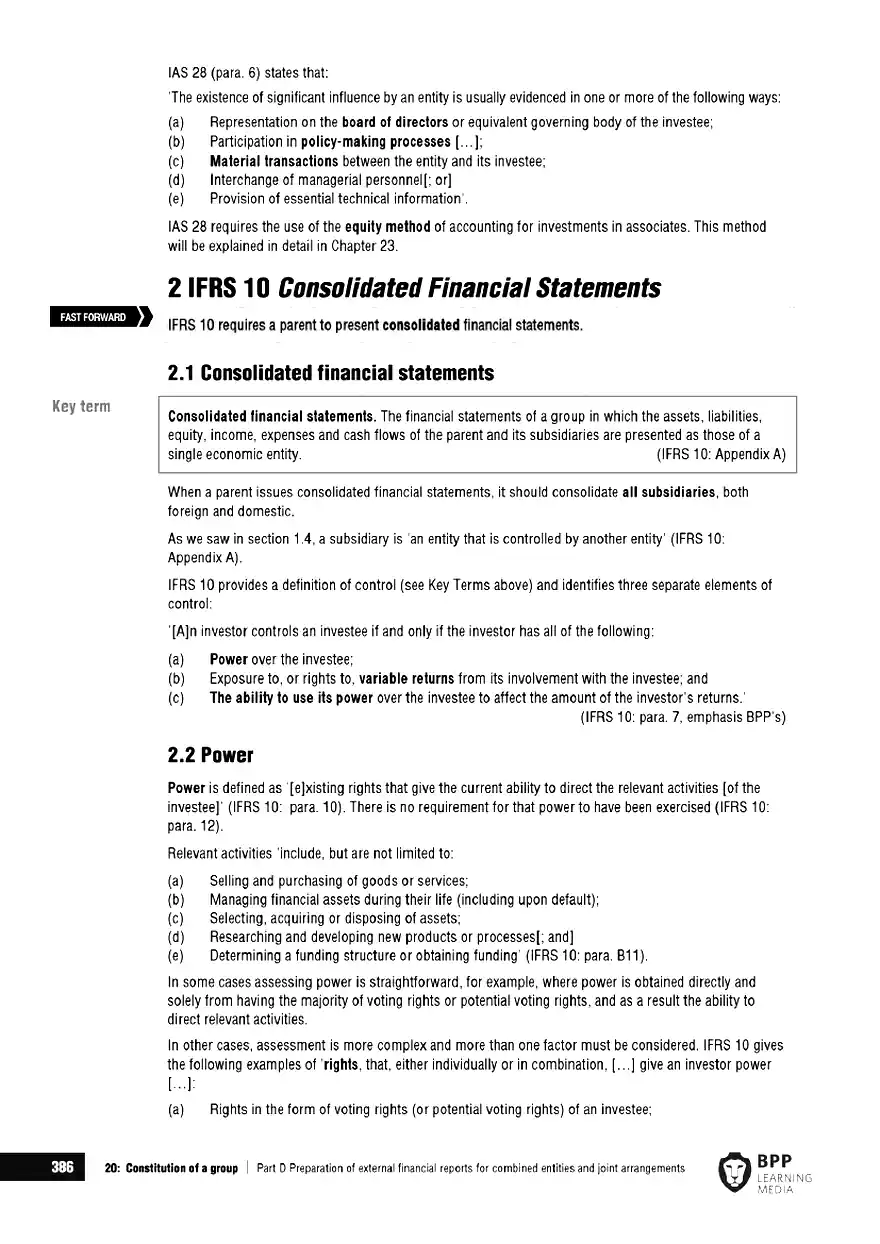 IAS 28 (para. 6) states that:
'The existence of significant influence by an entity is usually evidenced in one or more of the following ways:
(a) Representation on the board of directors or equivalent governing body of the investee;
(b) Participation in policy-making processes [...];
(c) Material transactions between the entity and its investee;
(d) Interchange of managerial personnel[; or]
(e) Provision of essential technical information'.
IAS 28 requires the use of the equity method of accounting for investments in associates. This method
will be explained in detail in Chapter 23.
2 IFRS 10 Consolidated Financial Statements
FAST FORWARD
IFRS 10 requires a parent to present consolidated financial statements.
2.1 Consolidated financial statements
Key term
Consolidated financial statements. The financial statements of a group in which the assets, liabilities,
equity, income, expenses and cash flows of the parent and its subsidiaries are presented as those of a
single economic entity. (IFRS 10: Appendix A)
When a parent issues consolidated financial statements, it should consolidate all subsidiaries, both
foreign and domestic.
As we saw in section 1.4, a subsidiary is 'an entity that is controlled by another entity' (IFRS 10:
Appendix A).
IFRS 10 provides a definition of control (see Key Terms above) and identifies three separate elements of
control:
'[A]n investor controls an investee if and only if the investor has all of the following:
(a) Power over the investee;
(b) Exposure to, or rights to, variable returns from its involvement with the investee; and
(c) The ability to use its power over the investee to affect the amount of the investor's returns.'
(IFRS 10: para. 7, emphasis BPP's)
2.2 Power
Power is defined as '[e]xisting rights that give the current ability to direct the relevant activities [of the
investee]' (IFRS 10: para. 10). There is no requirement for that power to have been exercised (IFRS 10:
para. 12).
Relevant activities 'include, but are not limited to:
(a) Selling and purchasing of goods or services;
(b) Managing financial assets during their life (including upon default);
(c) Selecting, acquiring or disposing of assets;
(d) Researching and developing new products or processes[; and]
(e) Determining a funding structure or obtaining funding' (IFRS 10: para. B11).
In some cases assessing power is straightforward, for example, where power is obtained directly and
solely from having the majority of voting rights or potential voting rights, and as a result the ability to
direct relevant activities.
In other cases, assessment is more complex and more than one factor must be considered. IFRS 10 gives
the following examples of 'rights, that, either individually or in combination, [...] give an investor power
[...]:
(a) Rights in the form of voting rights (or potential voting rights) of an investee;
386 20: Constitution of a group | Part D Preparation of external financial reports for combined entities and joint arrangements
BPP
LEARNING
MEDIA